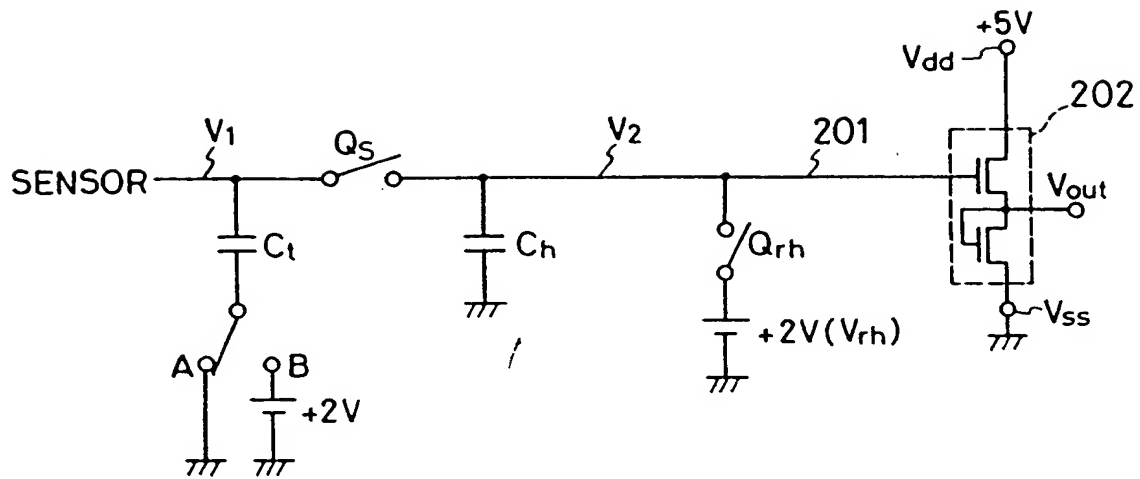 +5V
Vdd
202
V1
QS
V2
201
SENSOR
Vout
Ct
Ch
Qrh
A
B
+2V
+2V(Vrh)
Vss